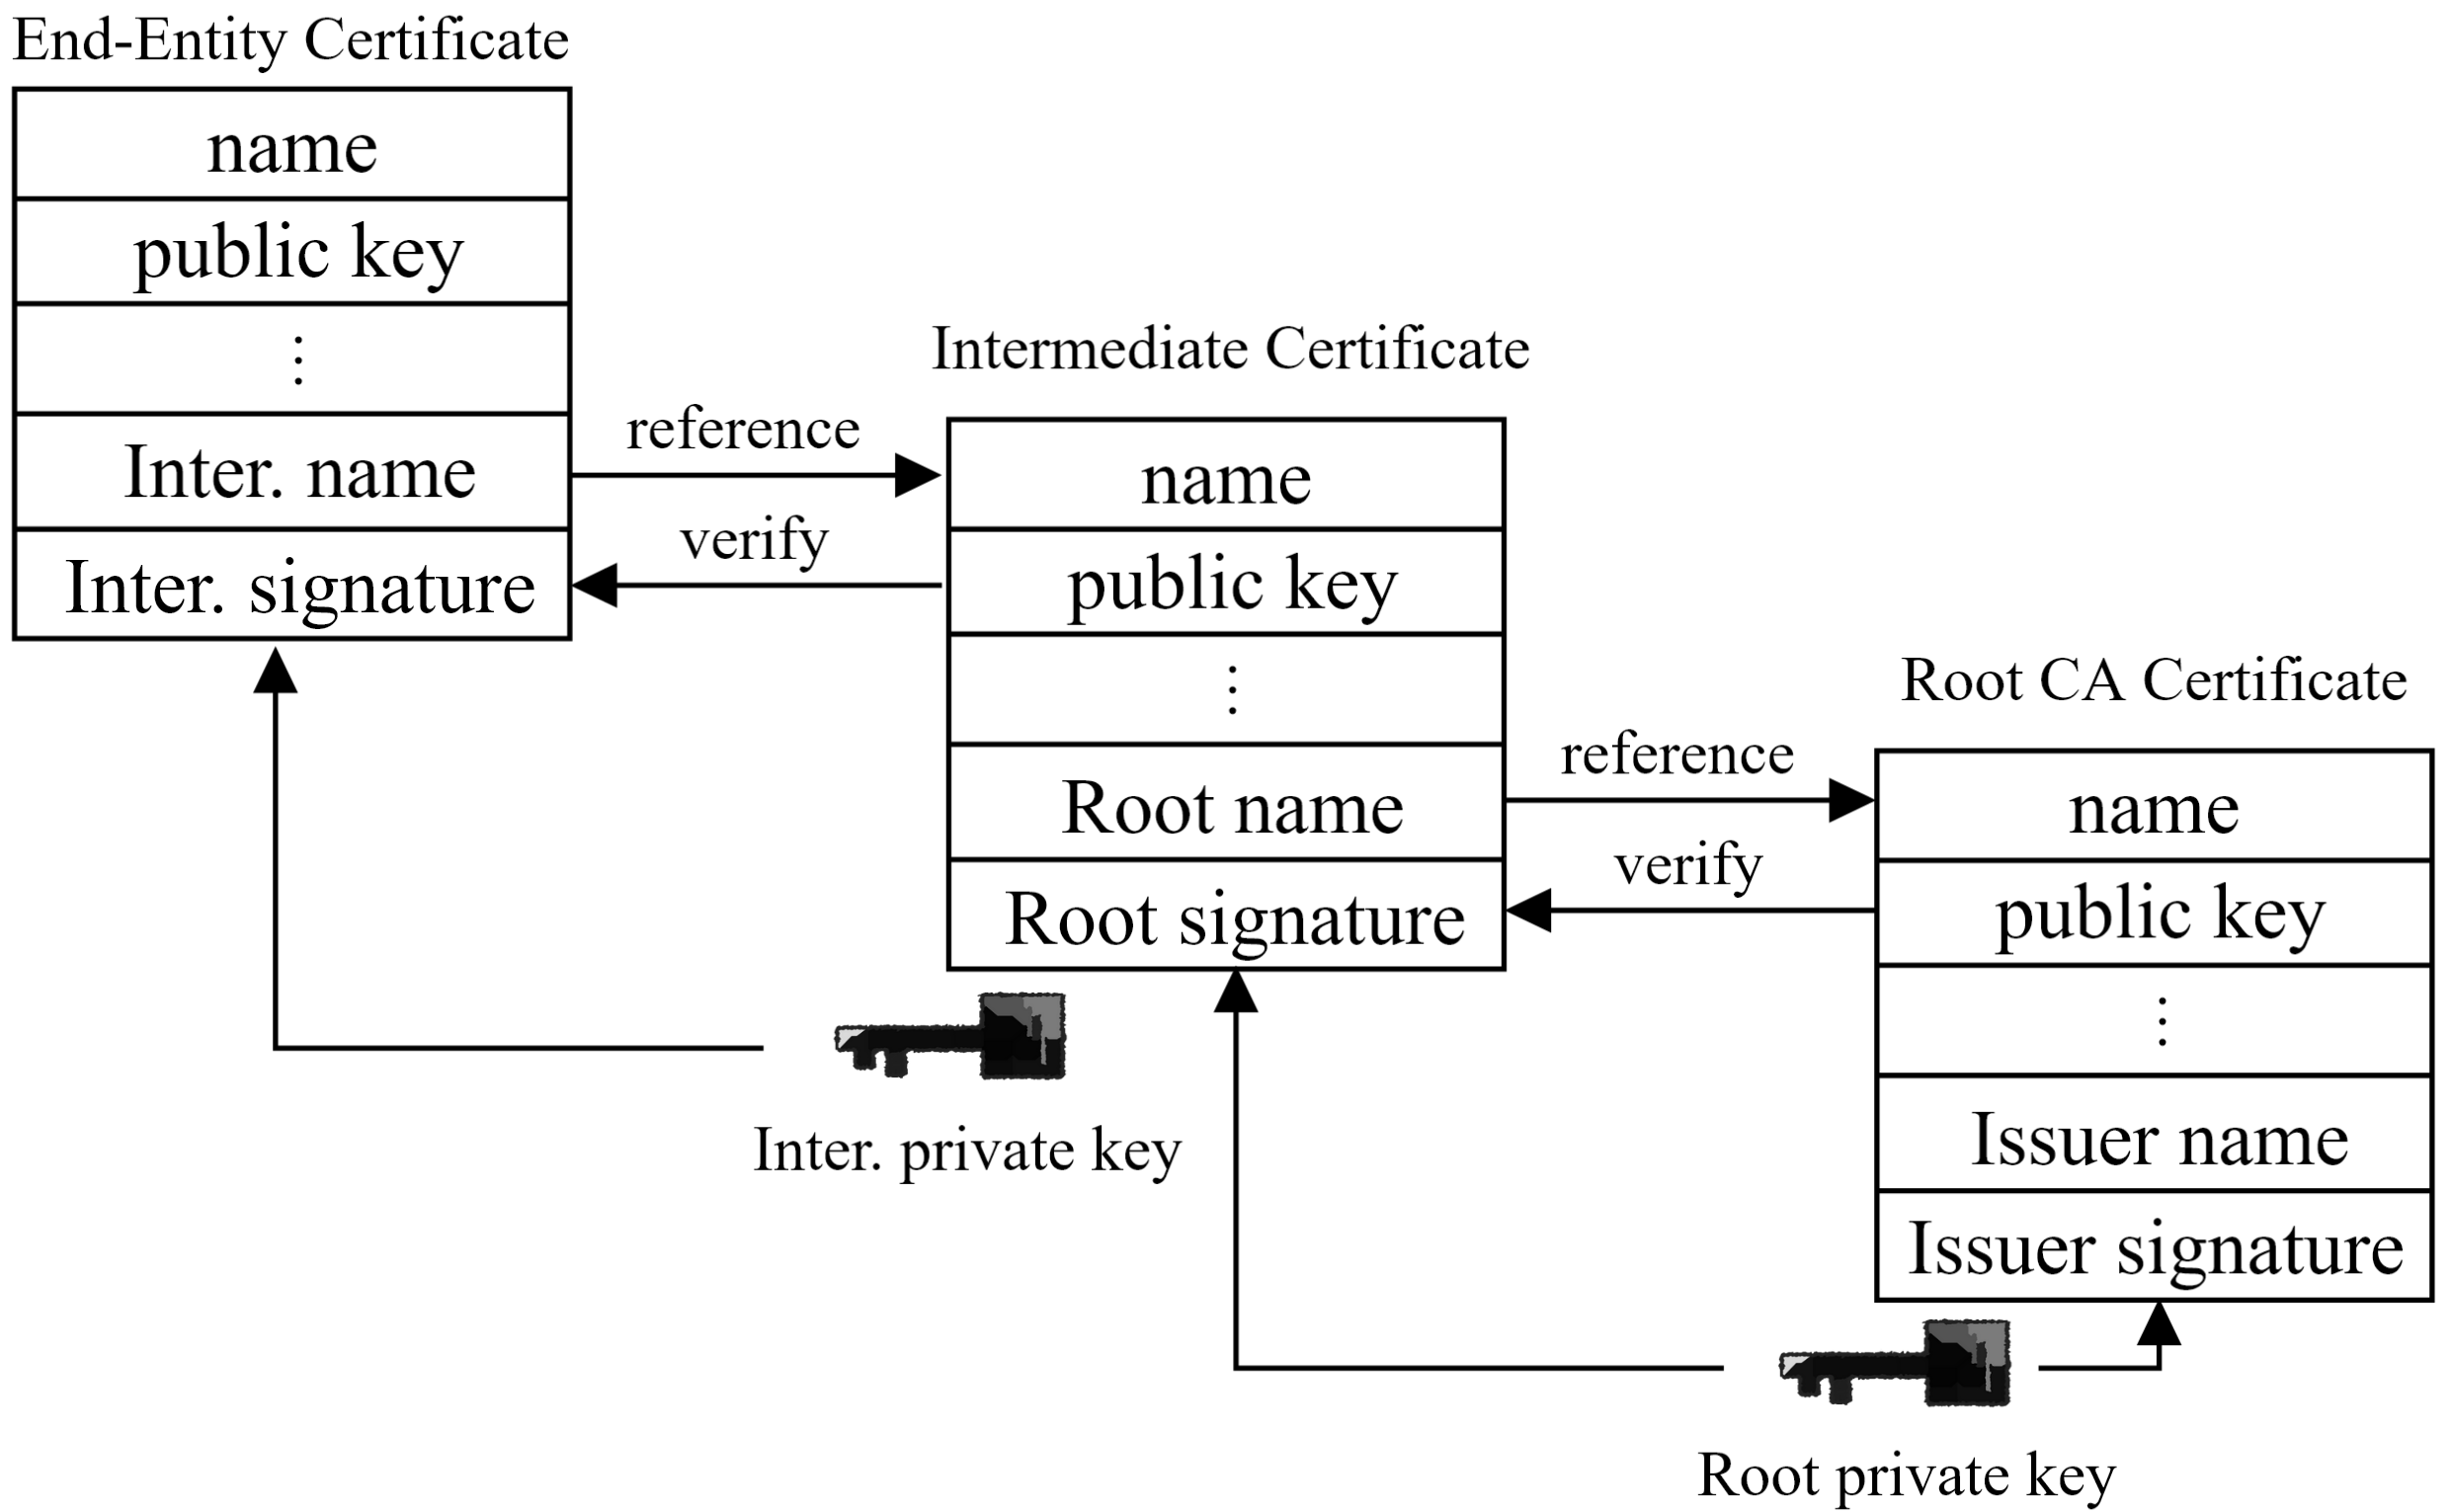 End-Entity Certificate
name
public key
⋮
Inter. name
Inter. signature
reference
verify
Intermediate Certificate
name
public key
⋮
Root name
Root signature
reference
verify
Root CA Certificate
name
public key
⋮
Issuer name
Issuer signature
Inter. private key
Root private key